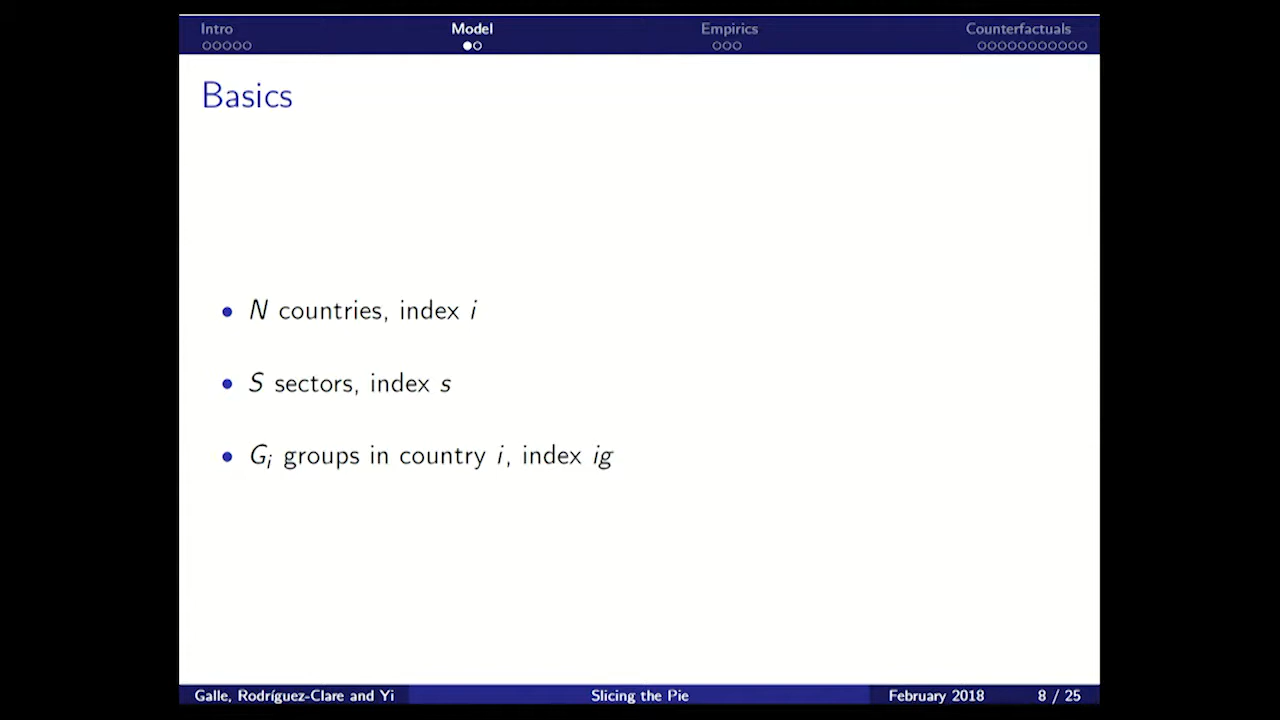 Intro Model Empirics Counterfactuals
Basics
• N countries, index i
• S sectors, index s
• Gi groups in country i, index ig
Galle, Rodríguez-Clare and Yi Slicing the Pie February 2018 8 / 25